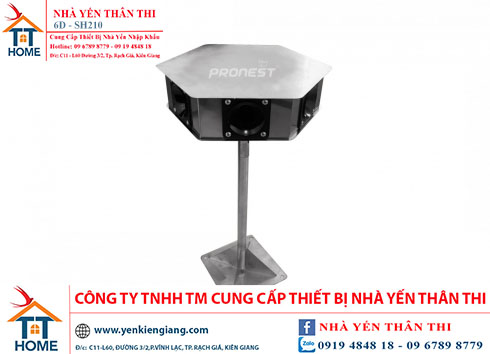 TT
HOME
NHÀ YẾN THÂN THI
6D - SH210
Cung Cấp Thiết Bị Nhà Yến Nhập Khẩu
Hotline: 09 6789 8779 - 09 19 4848 18
Đ/c: C11 - L60 Đường 3/2, Tp. Rạch Giá, Kiên Giang
PRONEST
TT
HOME
CÔNG TY TNHH TM CUNG CẤP THIẾT BỊ NHÀ YẾN THÂN THI
www.yenkiengiang.com
Đ/c: C11-L60, ĐƯỜNG 3/2,P.VĨNH LẠC, TP.RẠCH GIÁ, KIÊN GIANG
f NHÀ YẾN THÂN THI
Zalo 0919 4848 18 - 09 6789 8779